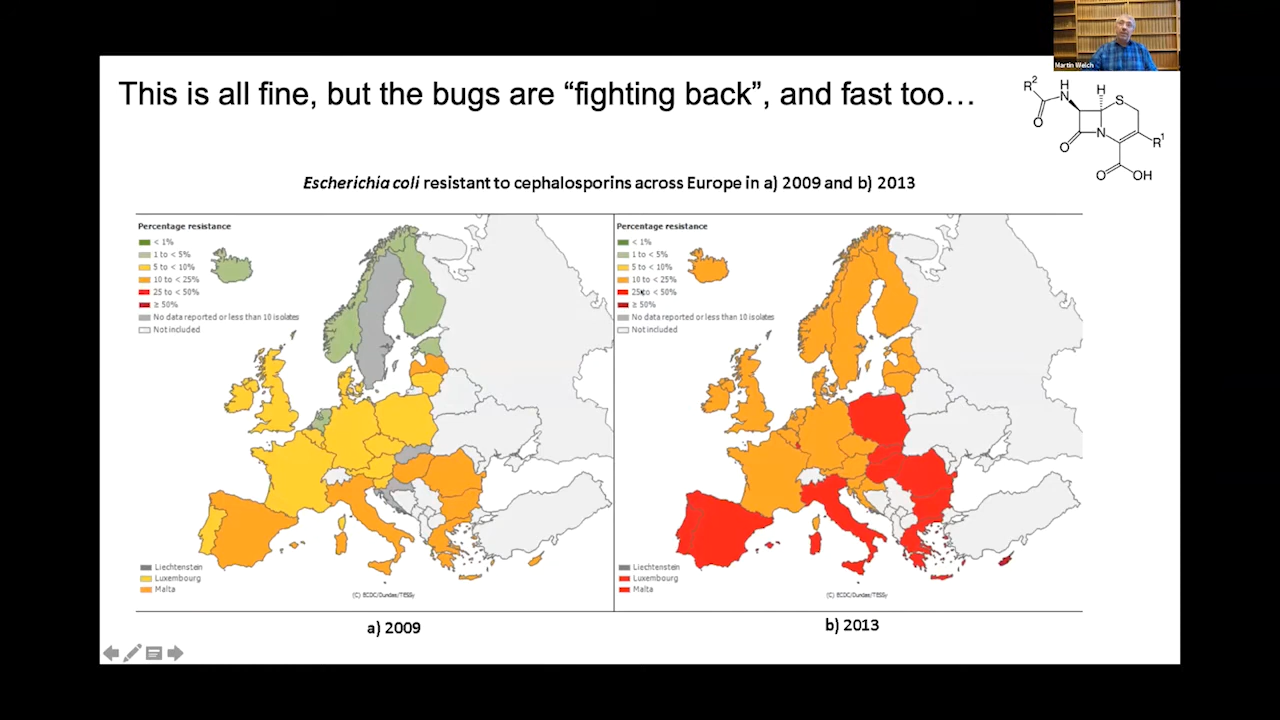 Martin Welch
This is all fine, but the bugs are “fighting back”, and fast too…
R2
H
N
O
H
S
N
O
R1
O
OH
Escherichia coli resistant to cephalosporins across Europe in a) 2009 and b) 2013
Percentage resistance
< 1%
1 to < 5%
5 to < 10%
10 to < 25%
25 to < 50%
≥ 50%
No data reported or less than 10 isolates
Not included
Liechtenstein
Luxembourg
Malta
(C) ECDC/Dundee/TESSy
a) 2009
Percentage resistance
< 1%
1 to < 5%
5 to < 10%
10 to < 25%
25 to < 50%
≥ 50%
No data reported or less than 10 isolates
Not included
Liechtenstein
Luxembourg
Malta
(C) ECDC/Dundee/TESSy
b) 2013